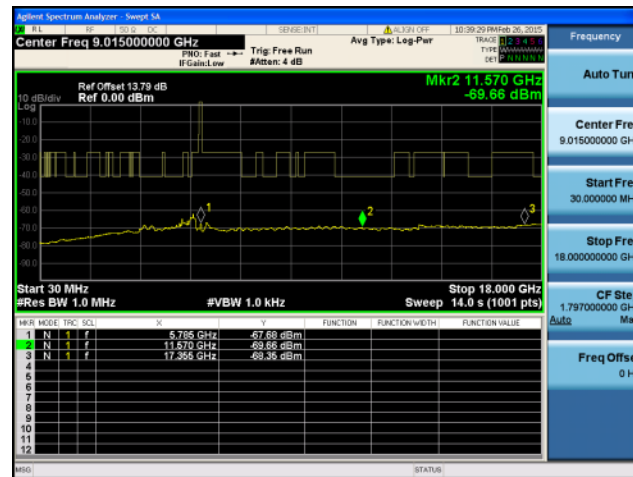 Agilent Spectrum Analyzer - Swept SA
RL RF 50 Ω DC SENSE:INT ALIGN OFF 10:39:29 PM Feb 26, 2015
Center Freq 9.015000000 GHz
PNO: Fast
IFGain:Low
Trig: Free Run
#Atten: 4 dB
Avg Type: Log-Pwr
TRACE 1 2 3 4 5 6
TYPE
DET P N N N N N
Mkr2 11.570 GHz
-69.66 dBm
Ref Offset 13.79 dB
10 dB/div Ref 0.00 dBm
Log
-10.0
-20.0
-30.0
-40.0
-50.0
-60.0
-70.0
-80.0
-90.0
1
2
3
Start 30 MHz Stop 18.000 GHz
#Res BW 1.0 MHz #VBW 1.0 kHz Sweep 14.0 s (1001 pts)
MKR MODE TRC SCL X Y FUNCTION FUNCTION WIDTH FUNCTION VALUE
1 N 1 f 5.785 GHz -67.68 dBm
2 N 1 f 11.570 GHz -69.66 dBm
3 N 1 f 17.355 GHz -68.35 dBm
4
5
6
7
8
9
10
11
12
MSG STATUS
Frequency
Auto Tun
Center Fre
9.015000000 GH
Start Fre
30.000000 MH
Stop Fre
18.000000000 GH
CF Ste
1.797000000 GH
Auto Ma
Freq Offse
0 H